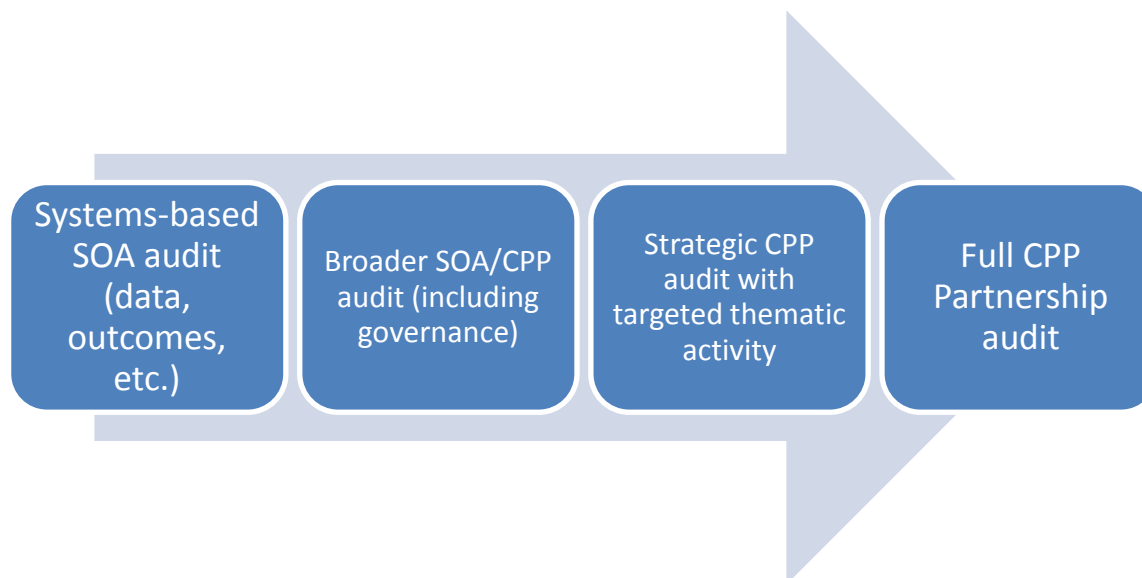 Systems-based
SOA audit
(data,
outcomes,
etc.)
Broader SOA/CPP
audit (including
governance)
Strategic CPP
audit with
targeted thematic
activity
Full CPP
Partnership
audit